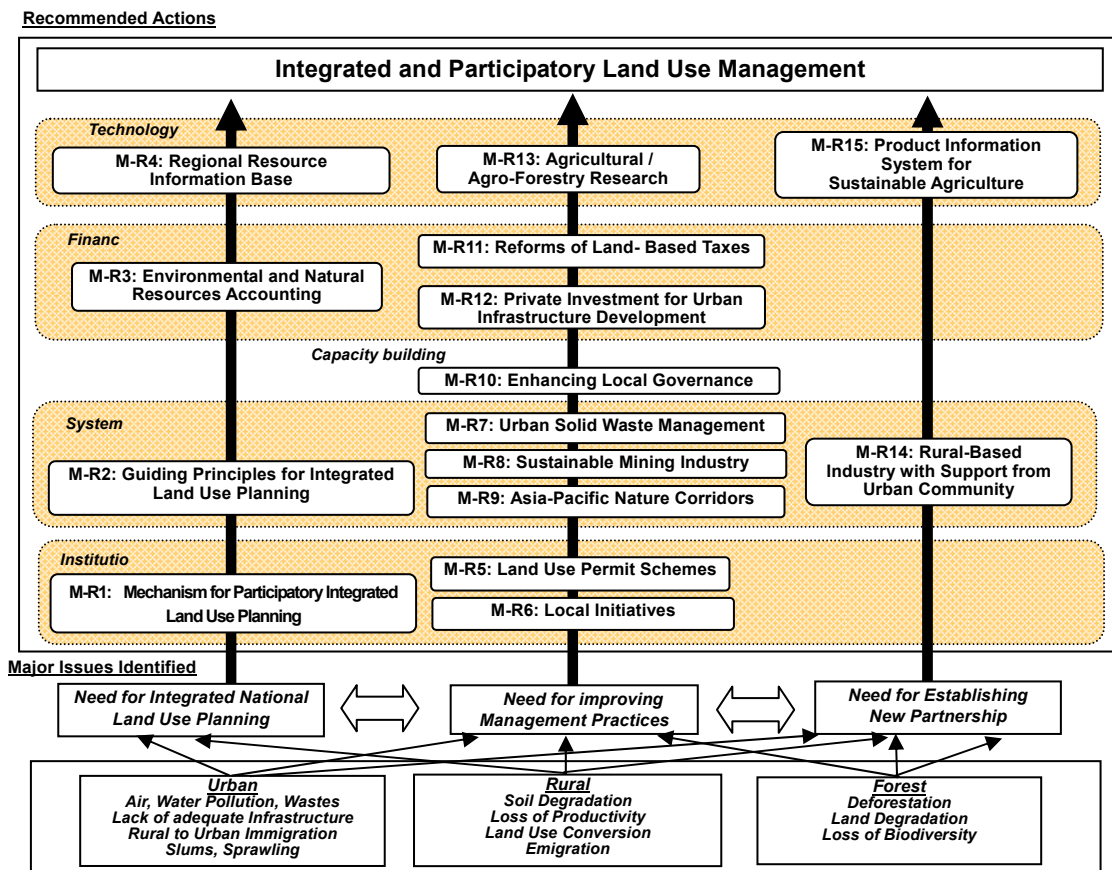 Recommended Actions
Integrated and Participatory Land Use Management
Technology
M-R4: Regional Resource
Information Base
M-R13: Agricultural /
Agro-Forestry Research
M-R15: Product Information
System for
Sustainable Agriculture
Financ
M-R3: Environmental and Natural
Resources Accounting
M-R11: Reforms of Land- Based Taxes
M-R12: Private Investment for Urban
Infrastructure Development
Capacity building
M-R10: Enhancing Local Governance
System
M-R2: Guiding Principles for Integrated
Land Use Planning
M-R7: Urban Solid Waste Management
M-R8: Sustainable Mining Industry
M-R9: Asia-Pacific Nature Corridors
M-R14: Rural-Based
Industry with Support from
Urban Community
Institutio
M-R1: Mechanism for Participatory Integrated
Land Use Planning
M-R5: Land Use Permit Schemes
M-R6: Local Initiatives
Major Issues Identified
Need for Integrated National
Land Use Planning
Need for improving
Management Practices
Need for Establishing
New Partnership
Urban
Air, Water Pollution, Wastes
Lack of adequate Infrastructure
Rural to Urban Immigration
Slums, Sprawling
Rural
Soil Degradation
Loss of Productivity
Land Use Conversion
Emigration
Forest
Deforestation
Land Degradation
Loss of Biodiversity